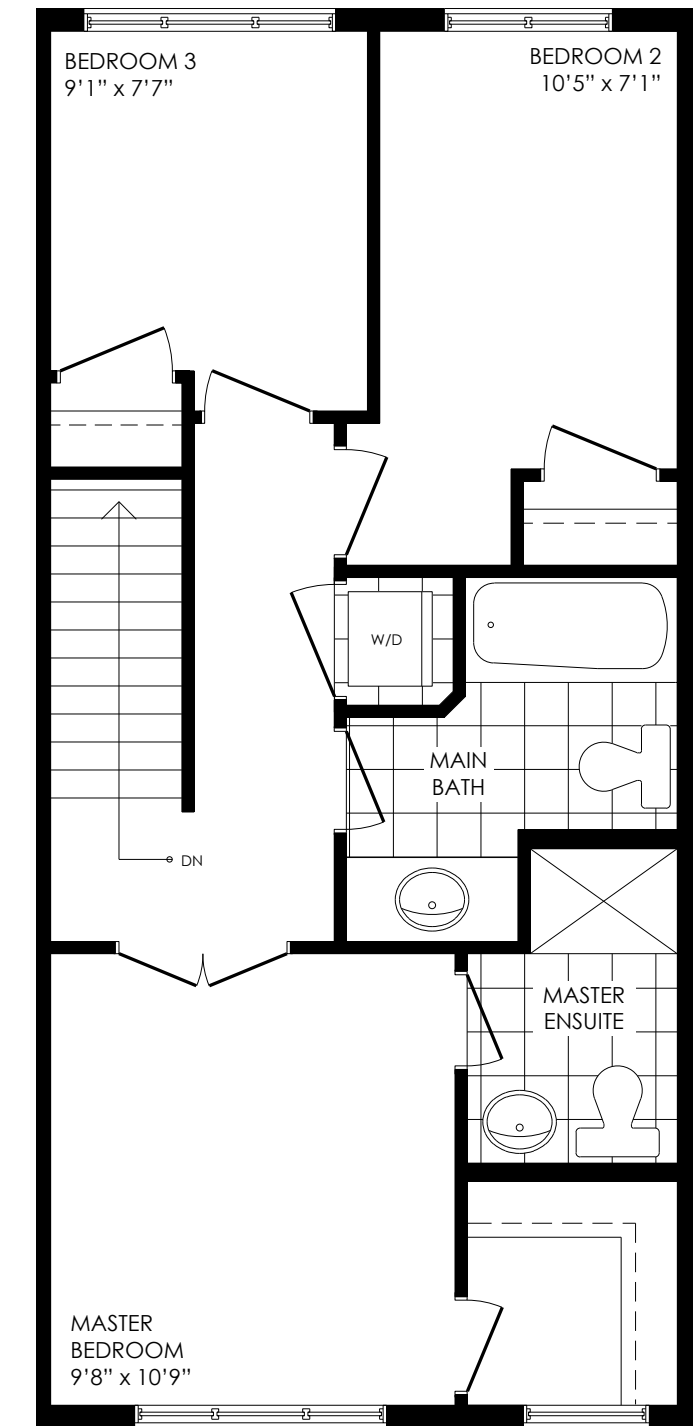 BEDROOM 3
9’1” x 7’7”
BEDROOM 2
10’5” x 7’1”
W/D
MAIN
BATH
DN
MASTER
ENSUITE
MASTER
BEDROOM
9’8” x 10’9”